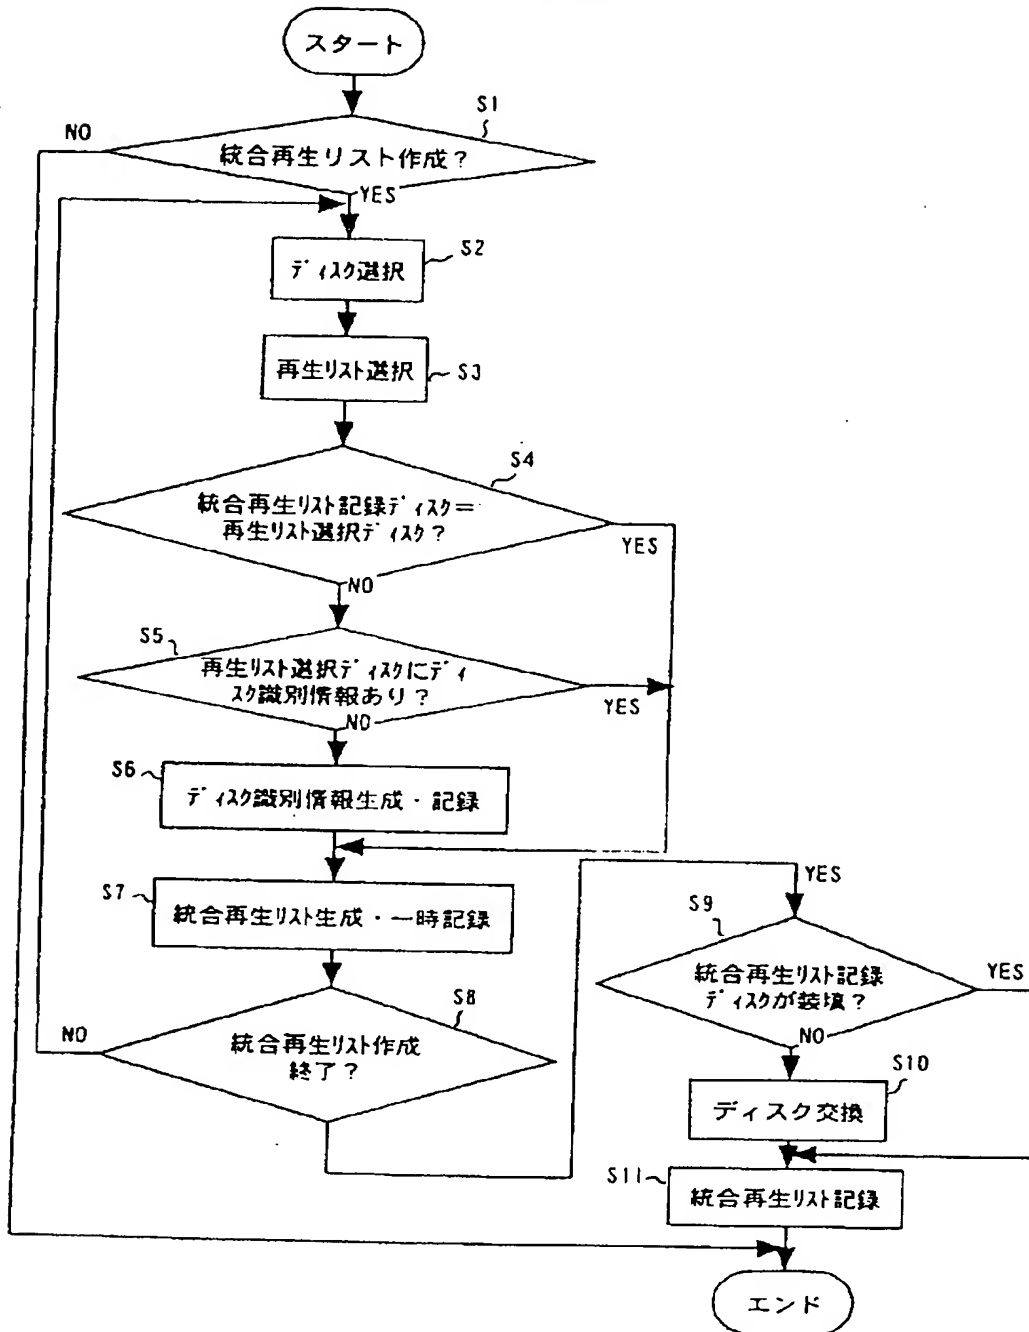 スタート
S1
NO
統合再生リスト作成?
YES
S2
ディスク選択
再生リスト選択
S3
S4
統合再生リスト記録ディスク=
再生リスト選択ディスク?
YES
NO
S5
再生リスト選択ディスクにディ
スク識別情報あり?
YES
NO
S6
ディスク識別情報生成・記録
S7
統合再生リスト生成・一時記録
S8
NO
統合再生リスト作成
終了?
YES
S9
統合再生リスト記録
ディスクが装填?
YES
NO
S10
ディスク交換
S11
統合再生リスト記録
エンド